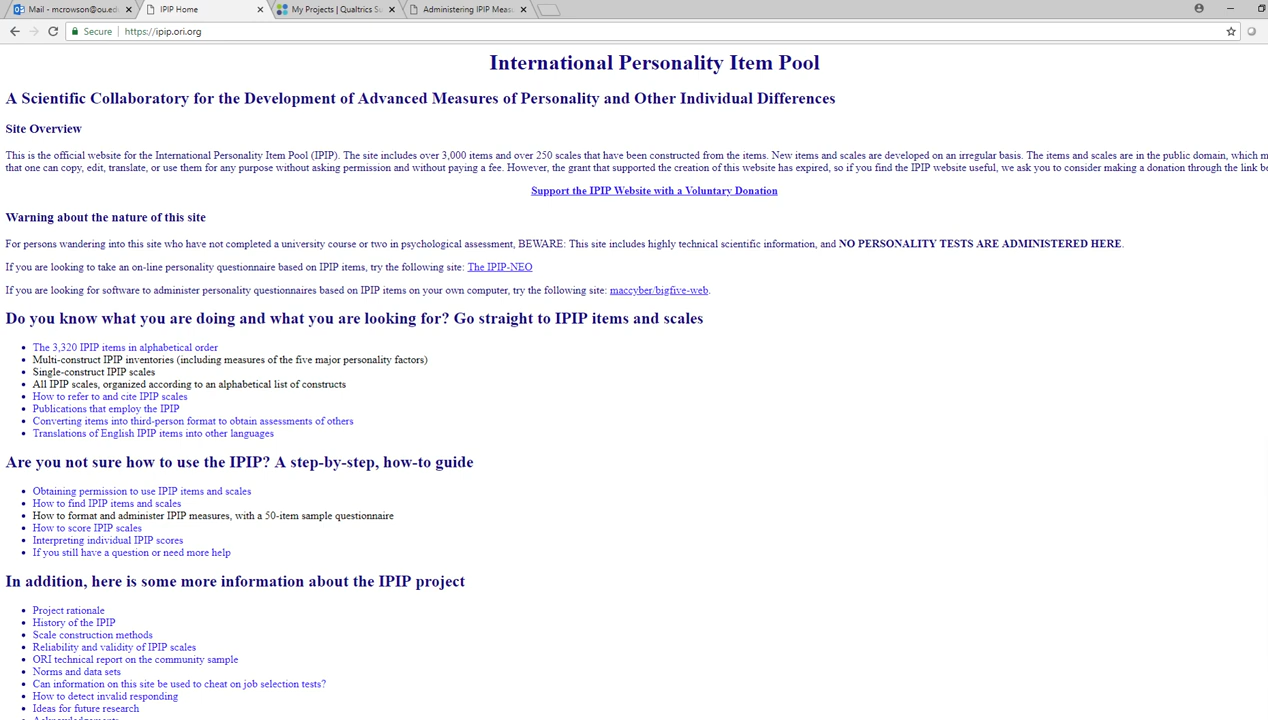 Mail - mcrowson@ou.ed
IPIP Home
My Projects | Qualtrics S
Administering IPIP Meas
Secure | https://ipip.ori.org
International Personality Item Pool
A Scientific Collaboratory for the Development of Advanced Measures of Personality and Other Individual Differences
Site Overview
This is the official website for the International Personality Item Pool (IPIP). The site includes over 3,000 items and over 250 scales that have been constructed from the items. New items and scales are developed on an irregular basis. The items and scales are in the public domain, which m
that one can copy, edit, translate, or use them for any purpose without asking permission and without paying a fee. However, the grant that supported the creation of this website has expired, so if you find the IPIP website useful, we ask you to consider making a donation through the link be
Support the IPIP Website with a Voluntary Donation
Warning about the nature of this site
For persons wandering into this site who have not completed a university course or two in psychological assessment, BEWARE: This site includes highly technical scientific information, and NO PERSONALITY TESTS ARE ADMINISTERED HERE.
If you are looking to take an on-line personality questionnaire based on IPIP items, try the following site: The IPIP-NEO
If you are looking for software to administer personality questionnaires based on IPIP items on your own computer, try the following site: maccyber/bigfive-web.
Do you know what you are doing and what you are looking for? Go straight to IPIP items and scales
• The 3,320 IPIP items in alphabetical order
• Multi-construct IPIP inventories (including measures of the five major personality factors)
• Single-construct IPIP scales
• All IPIP scales, organized according to an alphabetical list of constructs
• How to refer to and cite IPIP scales
• Publications that employ the IPIP
• Converting items into third-person format to obtain assessments of others
• Translations of English IPIP items into other languages
Are you not sure how to use the IPIP? A step-by-step, how-to guide
• Obtaining permission to use IPIP items and scales
• How to find IPIP items and scales
• How to format and administer IPIP measures, with a 50-item sample questionnaire
• How to score IPIP scales
• Interpreting individual IPIP scores
• If you still have a question or need more help
In addition, here is some more information about the IPIP project
• Project rationale
• History of the IPIP
• Scale construction methods
• Reliability and validity of IPIP scales
• ORI technical report on the community sample
• Norms and data sets
• Can information on this site be used to cheat on job selection tests?
• How to detect invalid responding
• Ideas for future research